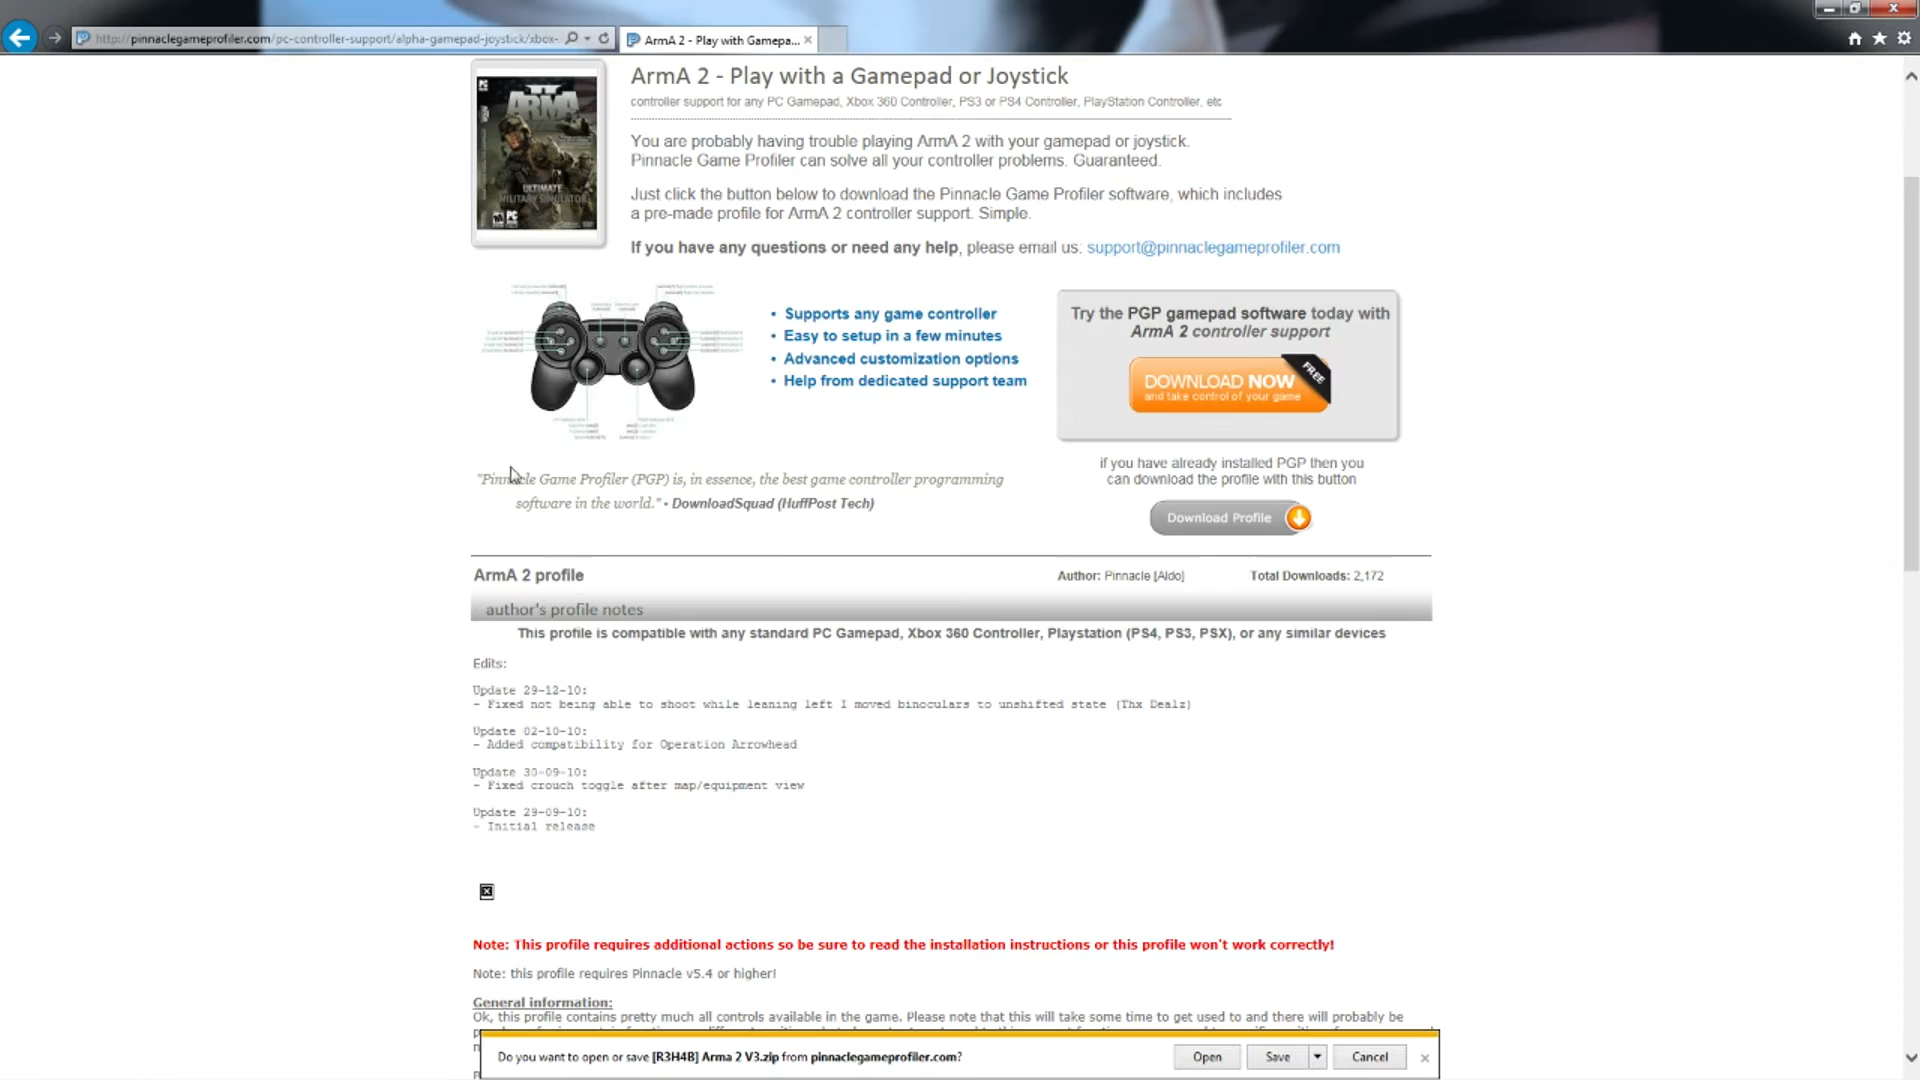 http://pinnaclegameprofiler.com/pc-controller-support/alpha-gamepad-joystick/xbox-
ArmA 2 - Play with Gamepa...
ArmA 2 - Play with a Gamepad or Joystick
controller support for any PC Gamepad, Xbox 360 Controller, PS3 or PS4 Controller, PlayStation Controller, etc
You are probably having trouble playing ArmA 2 with your gamepad or joystick.
Pinnacle Game Profiler can solve all your controller problems. Guaranteed.
Just click the button below to download the Pinnacle Game Profiler software, which includes
a pre-made profile for ArmA 2 controller support. Simple.
If you have any questions or need any help, please email us: support@pinnaclegameprofiler.com
PC
II
ARMA
ULTIMATE
MILITARY SIMULATOR
PC
• Supports any game controller
• Easy to setup in a few minutes
• Advanced customization options
• Help from dedicated support team
Try the PGP gamepad software today with
ArmA 2 controller support
DOWNLOAD NOW
and take control of your game
FREE
if you have already installed PGP then you
can download the profile with this button
Download Profile
"Pinnacle Game Profiler (PGP) is, in essence, the best game controller programming
software in the world." • DownloadSquad (HuffPost Tech)
ArmA 2 profile
Author: Pinnacle [Aldo]
Total Downloads: 2,172
author's profile notes
This profile is compatible with any standard PC Gamepad, Xbox 360 Controller, Playstation (PS4, PS3, PSX), or any similar devices
Edits:
Update 29-12-10:
- Fixed not being able to shoot while leaning left I moved binoculars to unshifted state (Thx Dealz)
Update 02-10-10:
- Added compatibility for Operation Arrowhead
Update 30-09-10:
- Fixed crouch toggle after map/equipment view
Update 29-09-10:
- Initial release
Note: This profile requires additional actions so be sure to read the installation instructions or this profile won't work correctly!
Note: this profile requires Pinnacle v5.4 or higher!
General information:
Ok, this profile contains pretty much all controls available in the game. Please note that this will take some time to get used to and there will probably be
Do you want to open or save [R3H4B] Arma 2 V3.zip from pinnaclegameprofiler.com?
Open
Save
Cancel